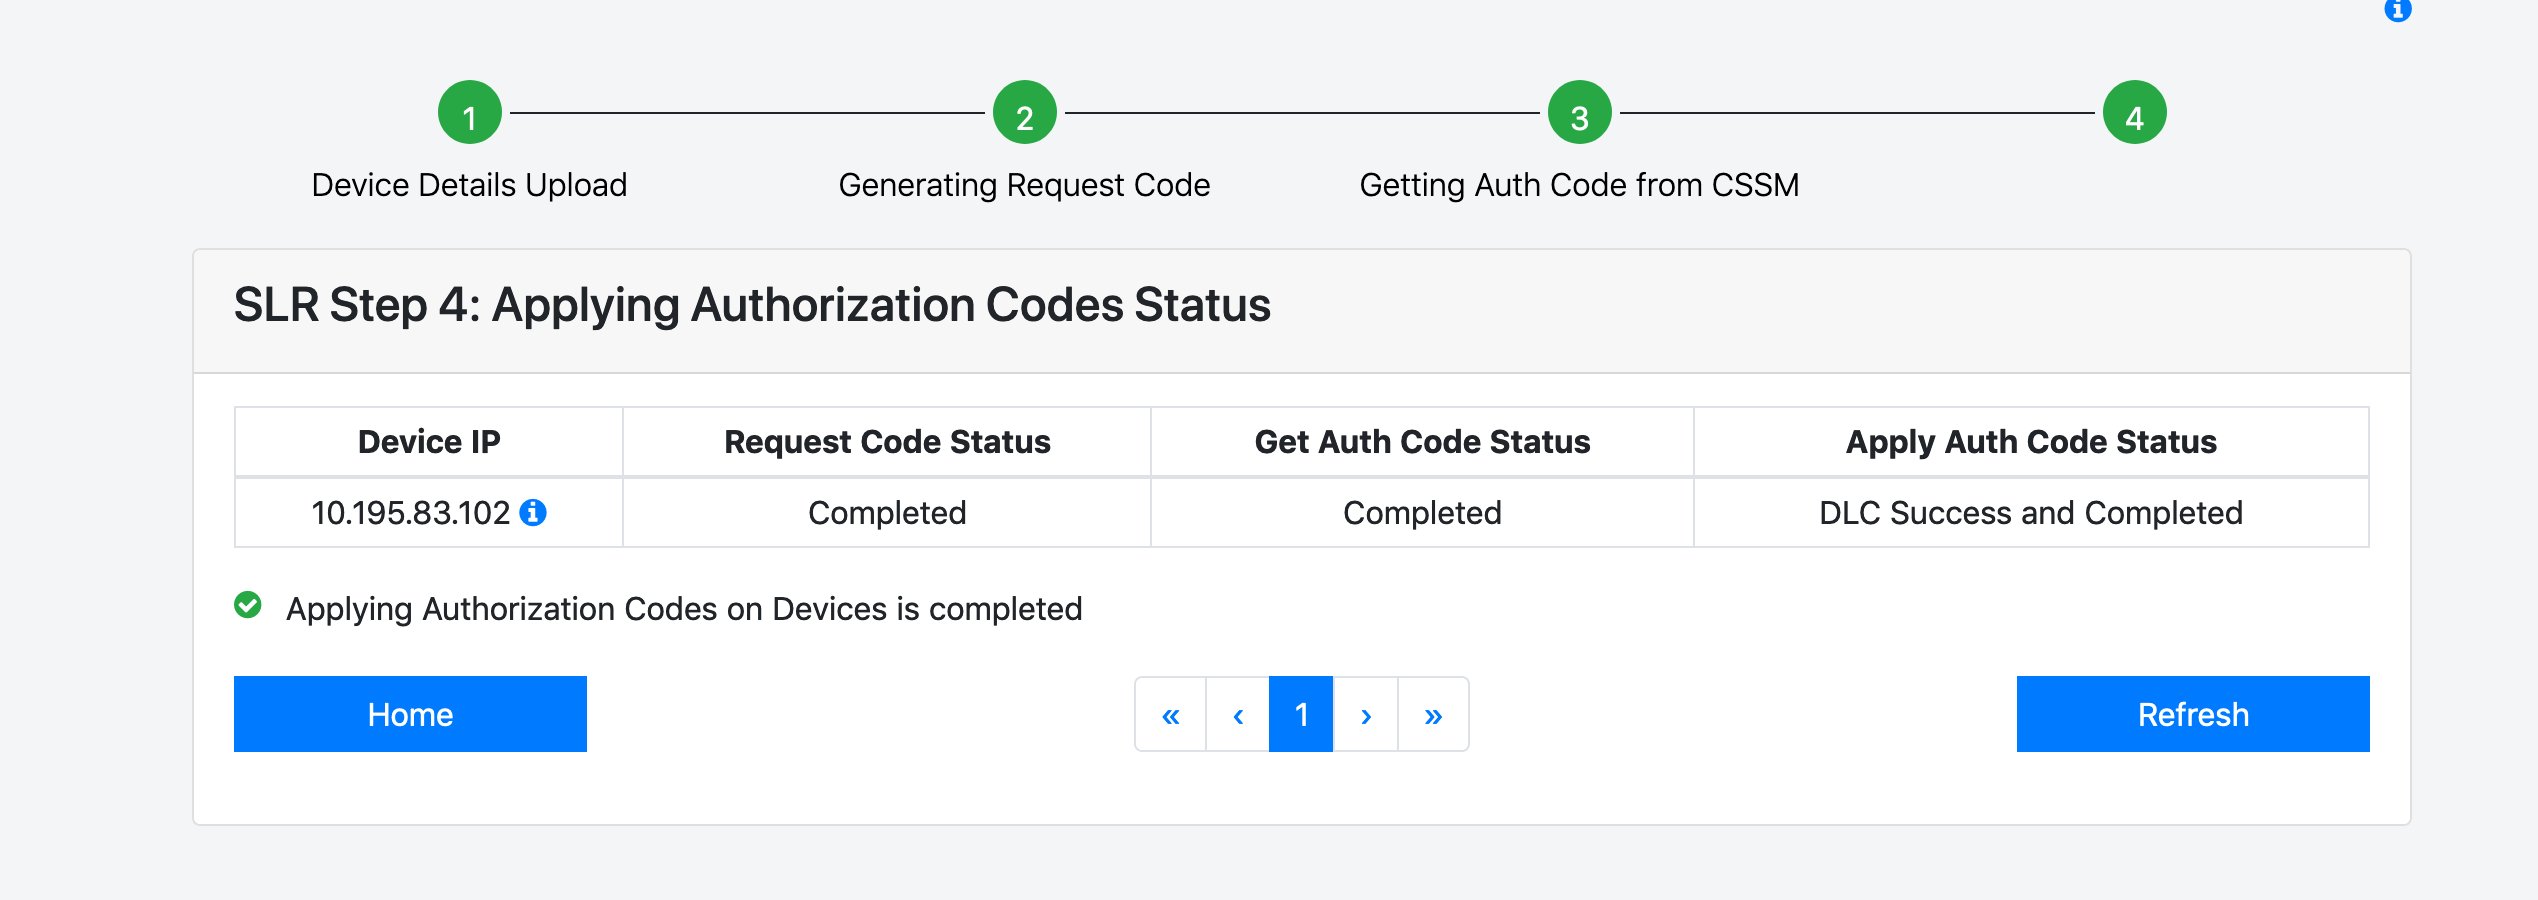 1 2 3 4
Device Details Upload Generating Request Code Getting Auth Code from CSSM
SLR Step 4: Applying Authorization Codes Status
Device IP Request Code Status Get Auth Code Status Apply Auth Code Status
10.195.83.102 Completed Completed DLC Success and Completed
Applying Authorization Codes on Devices is completed
Home « ‹ 1 › » Refresh